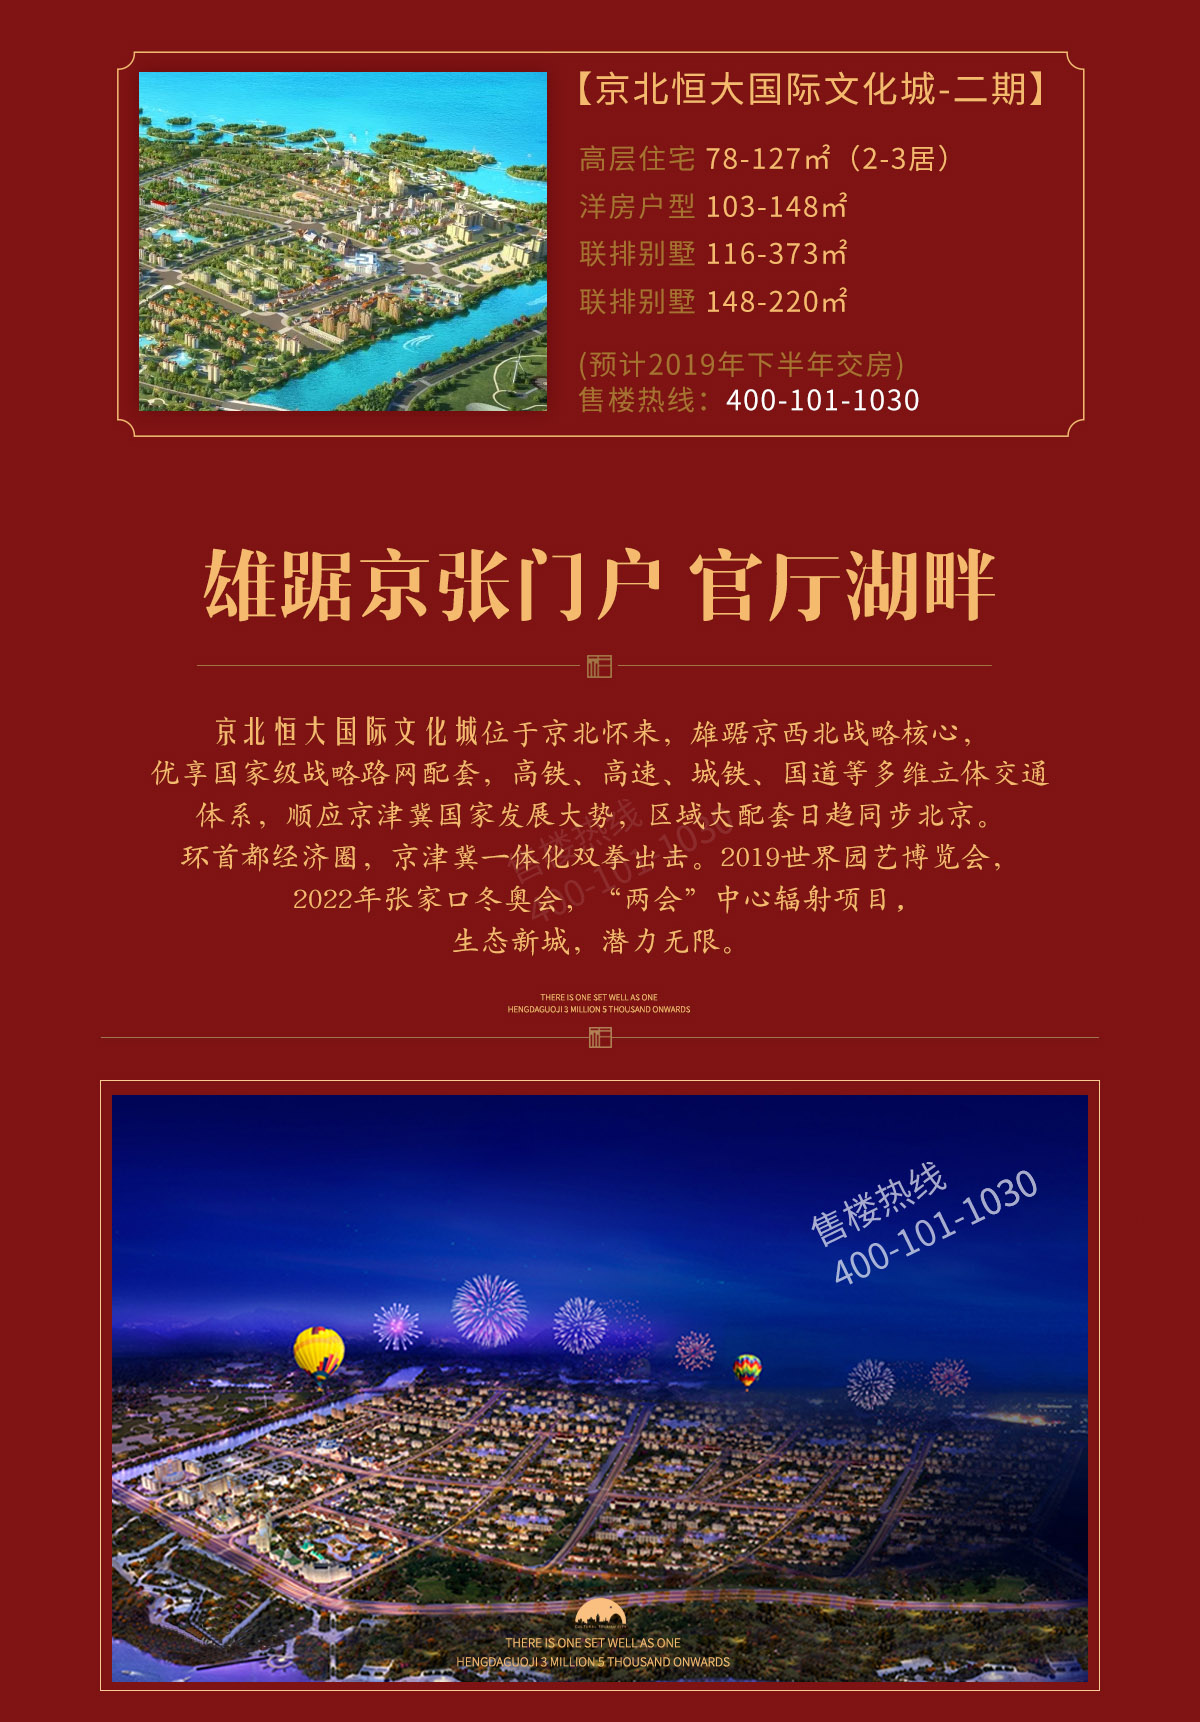 【京北恒大国际文化城-二期】
高层住宅 78-127㎡（2-3居）
洋房户型 103-148㎡
联排别墅 116-373㎡
联排别墅 148-220㎡
(预计2019年下半年交房)
售楼热线：400-101-1030
雄踞京张门户 官厅湖畔
京北恒大国际文化城位于京北怀来，雄踞京西北战略核心，
优享国家级战略路网配套，高铁、高速、城铁、国道等多维立体交通
体系，顺应京津冀国家发展大势，区域大配套日趋同步北京。
环首都经济圈，京津冀一体化双拳出击。2019世界园艺博览会，
2022年张家口冬奥会，“两会”中心辐射项目，
生态新城，潜力无限。
售楼热线
400-101-1030
THERE IS ONE SET WELL AS ONE
HENGDAGUOJI 3 MILLION 5 THOUSAND ONWARDS
售楼热线
400-101-1030
THERE IS ONE SET WELL AS ONE
HENGDAGUOJI 3 MILLION 5 THOUSAND ONWARDS